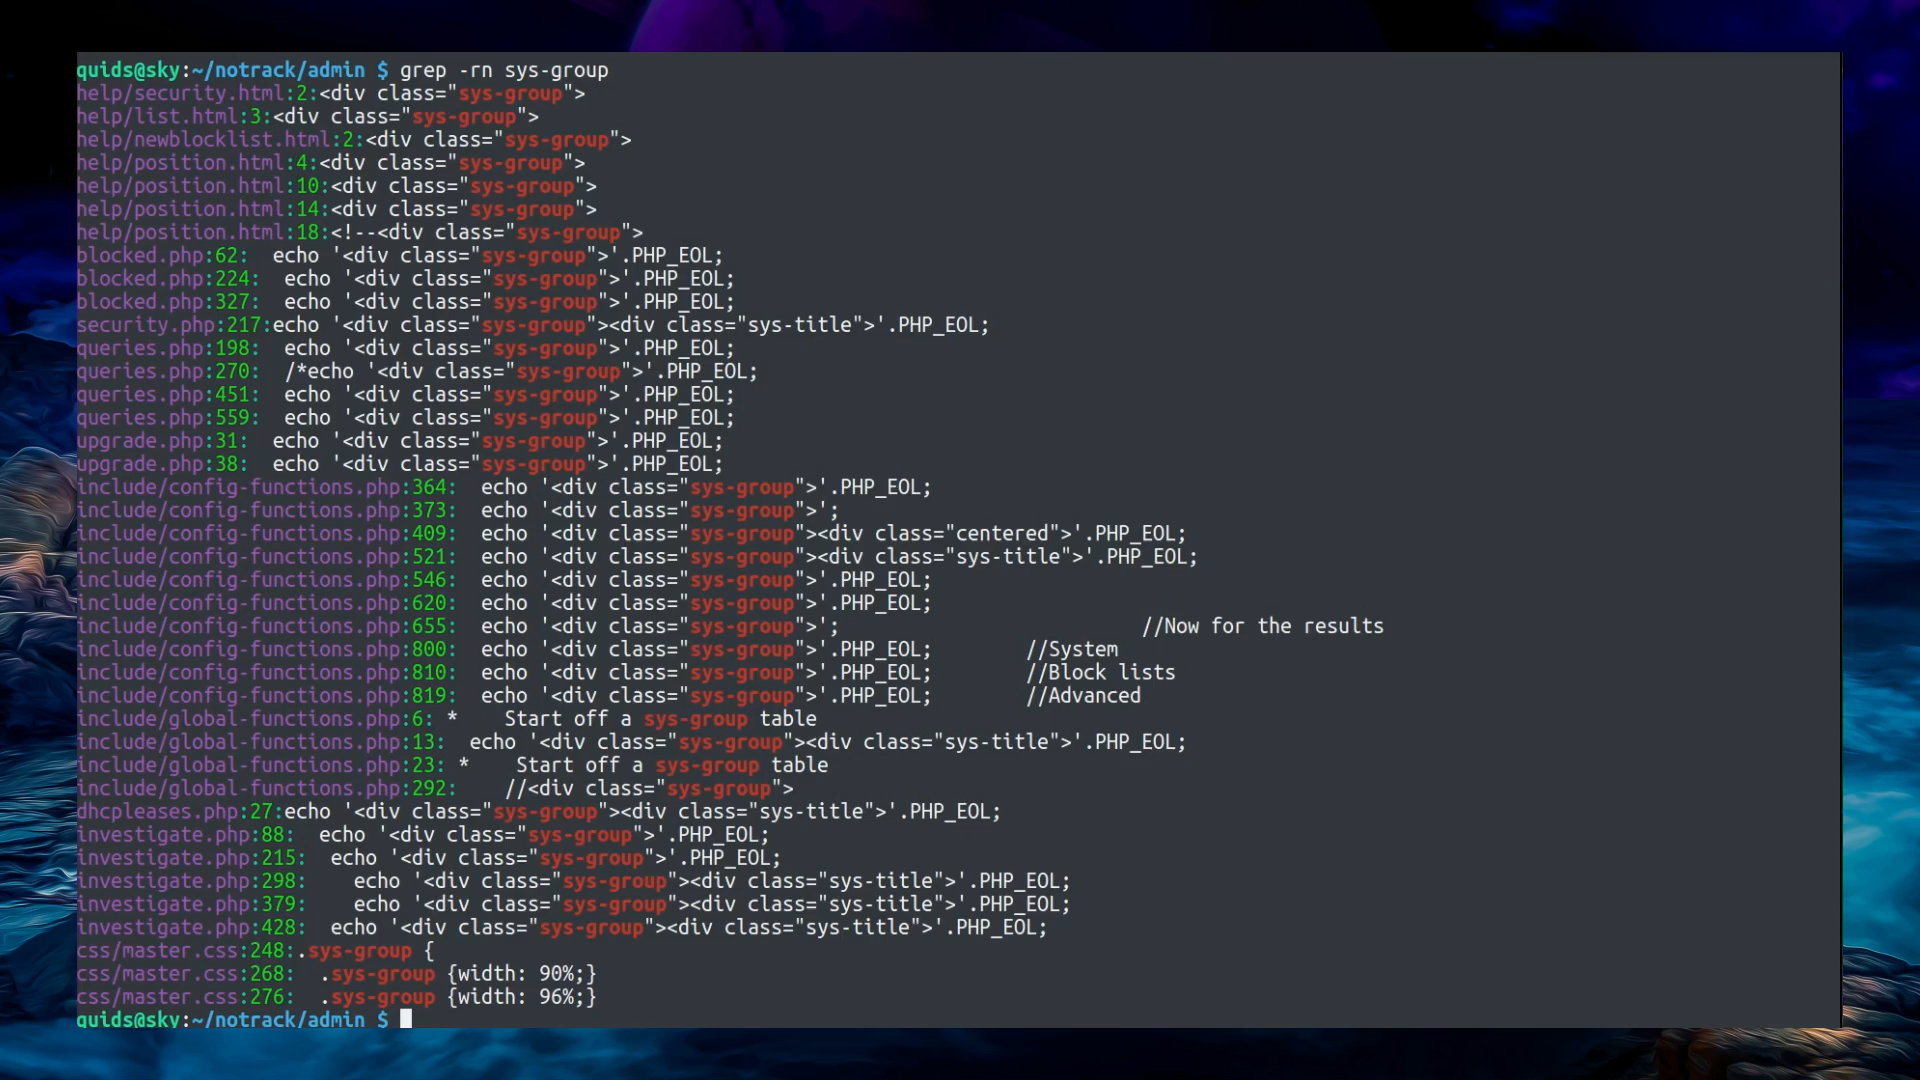 quids@sky:~/notrack/admin $ grep -rn sys-group
help/security.html:2:<div class="sys-group">
help/list.html:3:<div class="sys-group">
help/newblocklist.html:2:<div class="sys-group">
help/position.html:4:<div class="sys-group">
help/position.html:10:<div class="sys-group">
help/position.html:14:<div class="sys-group">
help/position.html:18:<!--<div class="sys-group">
blocked.php:62:  echo '<div class="sys-group">'.PHP_EOL;
blocked.php:224:  echo '<div class="sys-group">'.PHP_EOL;
blocked.php:327:  echo '<div class="sys-group">'.PHP_EOL;
security.php:217:echo '<div class="sys-group"><div class="sys-title">'.PHP_EOL;
queries.php:198:  echo '<div class="sys-group">'.PHP_EOL;
queries.php:270:  /*echo '<div class="sys-group">'.PHP_EOL;
queries.php:451:  echo '<div class="sys-group">'.PHP_EOL;
queries.php:559:  echo '<div class="sys-group">'.PHP_EOL;
upgrade.php:31:  echo '<div class="sys-group">'.PHP_EOL;
upgrade.php:38:  echo '<div class="sys-group">'.PHP_EOL;
include/config-functions.php:364:  echo '<div class="sys-group">'.PHP_EOL;
include/config-functions.php:373:  echo '<div class="sys-group">';
include/config-functions.php:409:  echo '<div class="sys-group"><div class="centered">'.PHP_EOL;
include/config-functions.php:521:  echo '<div class="sys-group"><div class="sys-title">'.PHP_EOL;
include/config-functions.php:546:  echo '<div class="sys-group">'.PHP_EOL;
include/config-functions.php:620:  echo '<div class="sys-group">'.PHP_EOL;
include/config-functions.php:655:  echo '<div class="sys-group">';                          //Now for the results
include/config-functions.php:800:  echo '<div class="sys-group">'.PHP_EOL;        //System
include/config-functions.php:810:  echo '<div class="sys-group">'.PHP_EOL;        //Block lists
include/config-functions.php:819:  echo '<div class="sys-group">'.PHP_EOL;        //Advanced
include/global-functions.php:6: *    Start off a sys-group table
include/global-functions.php:13:  echo '<div class="sys-group"><div class="sys-title">'.PHP_EOL;
include/global-functions.php:23: *    Start off a sys-group table
include/global-functions.php:292:    //<div class="sys-group">
dhcpleases.php:27:echo '<div class="sys-group"><div class="sys-title">'.PHP_EOL;
investigate.php:88:  echo '<div class="sys-group">'.PHP_EOL;
investigate.php:215:  echo '<div class="sys-group">'.PHP_EOL;
investigate.php:298:    echo '<div class="sys-group"><div class="sys-title">'.PHP_EOL;
investigate.php:379:    echo '<div class="sys-group"><div class="sys-title">'.PHP_EOL;
investigate.php:428:  echo '<div class="sys-group"><div class="sys-title">'.PHP_EOL;
css/master.css:248:.sys-group {
css/master.css:268:  .sys-group {width: 90%;}
css/master.css:276:  .sys-group {width: 96%;}
quids@sky:~/notrack/admin $